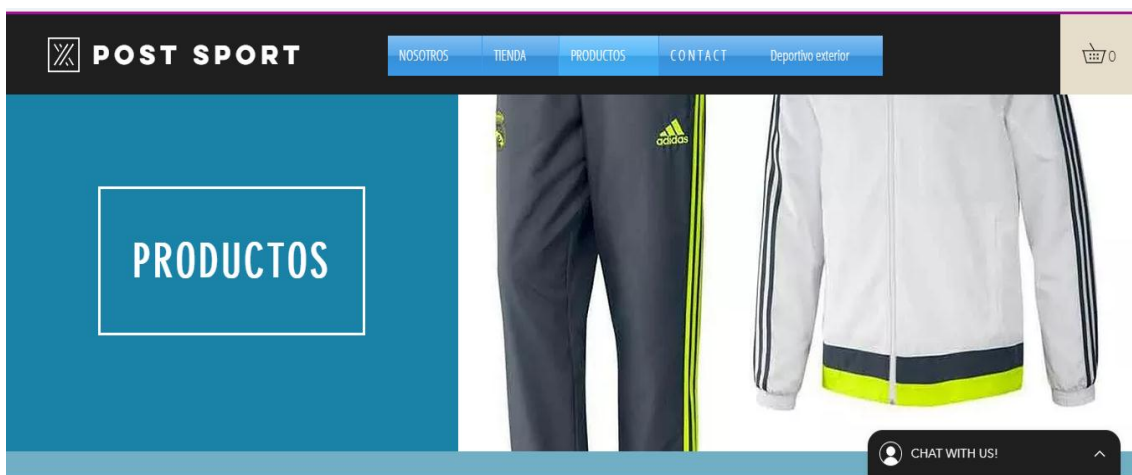 POST SPORT
NOSOTROS TIENDA PRODUCTOS CONTACT Deportivo exterior
0
adidas
PRODUCTOS
CHAT WITH US!